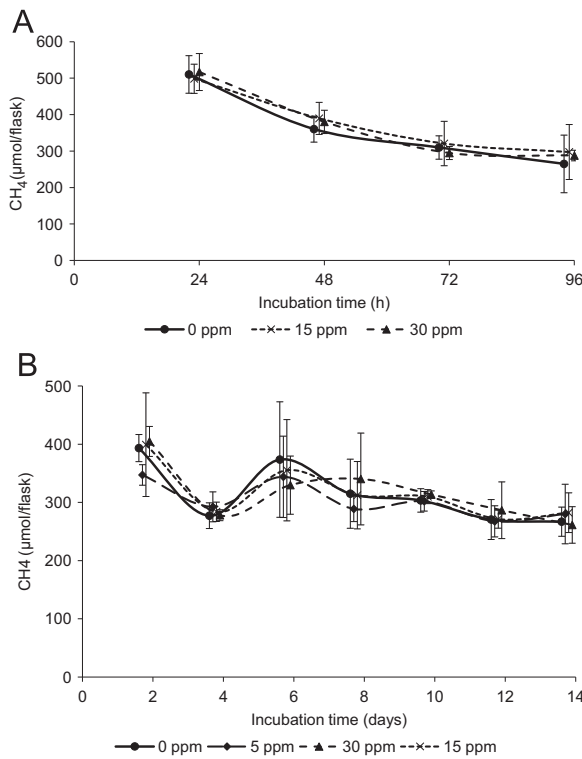 A
600
500
400
300
200
100
0
CH4(µmol/flask)
0 24 48 72 96
Incubation time (h)
0 ppm 15 ppm 30 ppm
B
500
400
300
200
100
0
CH4 (µmol/flask)
0 2 4 6 8 10 12 14
Incubation time (days)
0 ppm 5 ppm 30 ppm 15 ppm